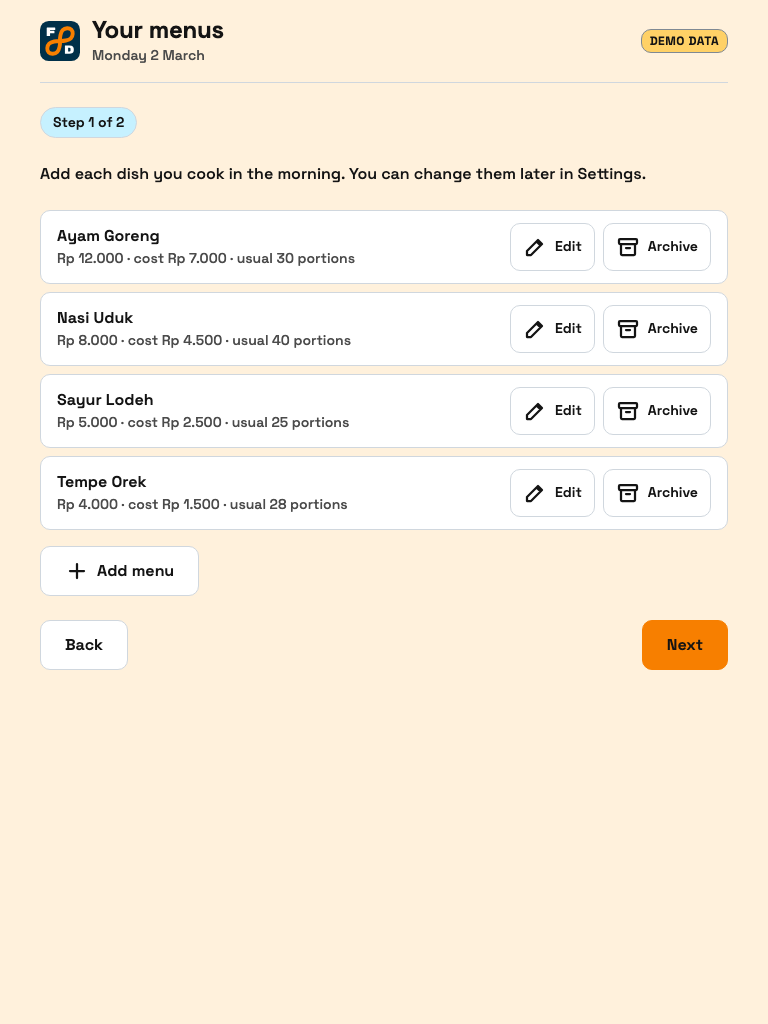 F
D
Your menus
Monday 2 March
DEMO DATA
Step 1 of 2
Add each dish you cook in the morning. You can change them later in Settings.
Ayam Goreng
Rp 12.000 · cost Rp 7.000 · usual 30 portions
Edit
Archive
Nasi Uduk
Rp 8.000 · cost Rp 4.500 · usual 40 portions
Edit
Archive
Sayur Lodeh
Rp 5.000 · cost Rp 2.500 · usual 25 portions
Edit
Archive
Tempe Orek
Rp 4.000 · cost Rp 1.500 · usual 28 portions
Edit
Archive
Add menu
Back
Next